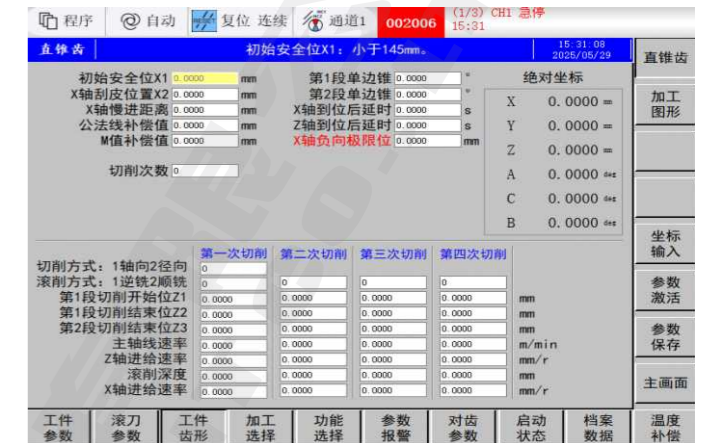 程序 自动 复位 连续 通道1 002006 (1/3) CH1 急停
15:31
直锥齿 初始安全位X1: 小于145mm。 15:31:08
2025/05/29
直锥齿
初始安全位X1 0.0000 mm 第1段单边锥 0.0000 ° 绝对坐标
X轴刮皮位置X2 0.0000 mm 第2段单边锥 0.0000 °
X轴慢进距离 0.0000 mm X轴到位后延时 0.0000 s
公法线补偿值 0.0000 mm Z轴到位后延时 0.0000 s
M值补偿值 0.0000 mm X轴负向极限位 0.0000 mm
切削次数 0
X 0.0000 mm
Y 0.0000 mm
Z 0.0000 mm
A 0.0000 deg
C 0.0000 deg
B 0.0000 deg
加工
图形
坐标
输入
参数
激活
参数
保存
主画面
第一次切削 第二次切削 第三次切削 第四次切削
切削方式: 1轴向2径向 0
滚削方式: 1逆铣2顺铣 0 0 0 0
第1段切削开始位Z1 0.0000 0.0000 0.0000 0.0000 mm
第1段切削结束位Z2 0.0000 0.0000 0.0000 0.0000 mm
第2段切削结束位Z3 0.0000 0.0000 0.0000 0.0000 mm
主轴线速率 0.0000 0.0000 0.0000 0.0000 m/min
Z轴进给速率 0.0000 0.0000 0.0000 0.0000 mm/r
滚削深度 0.0000 0.0000 0.0000 0.0000 mm
X轴进给速率 0.0000 0.0000 0.0000 0.0000 mm/r
工件 滚刀 工件 加工 功能 参数 对齿 启动 档案 温度
参数 参数 齿形 选择 选择 报警 参数 状态 数据 补偿